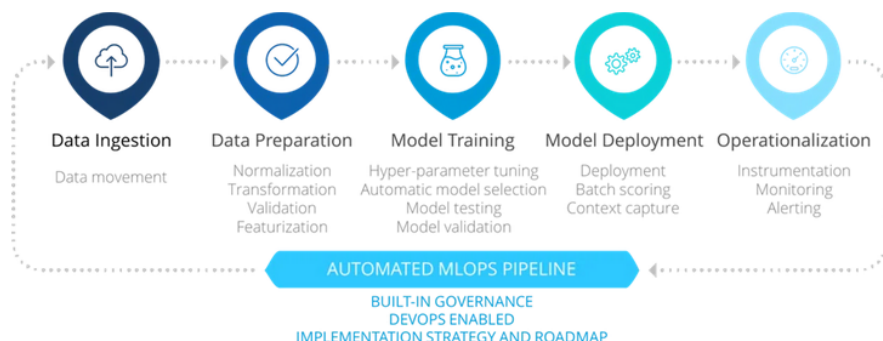 Data Ingestion
Data movement
Data Preparation
Normalization
Transformation
Validation
Featurization
Model Training
Hyper-parameter tuning
Automatic model selection
Model testing
Model validation
Model Deployment
Deployment
Batch scoring
Context capture
Operationalization
Instrumentation
Monitoring
Alerting
AUTOMATED MLOPS PIPELINE
BUILT-IN GOVERNANCE
DEVOPS ENABLED
IMPLEMENTATION STRATEGY AND ROADMAP